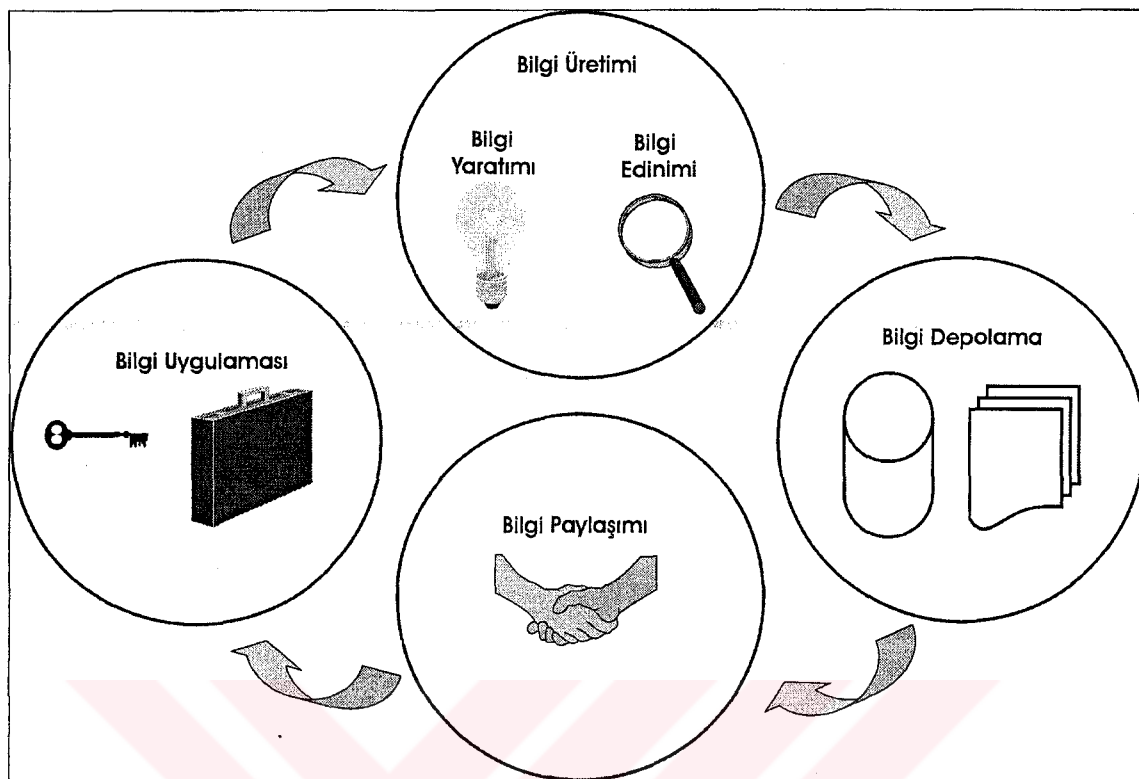 Bilgi Üretimi
Bilgi
Yaratımı
Bilgi
Edinimi
Bilgi Depolama
Bilgi Uygulaması
Bilgi Paylaşımı